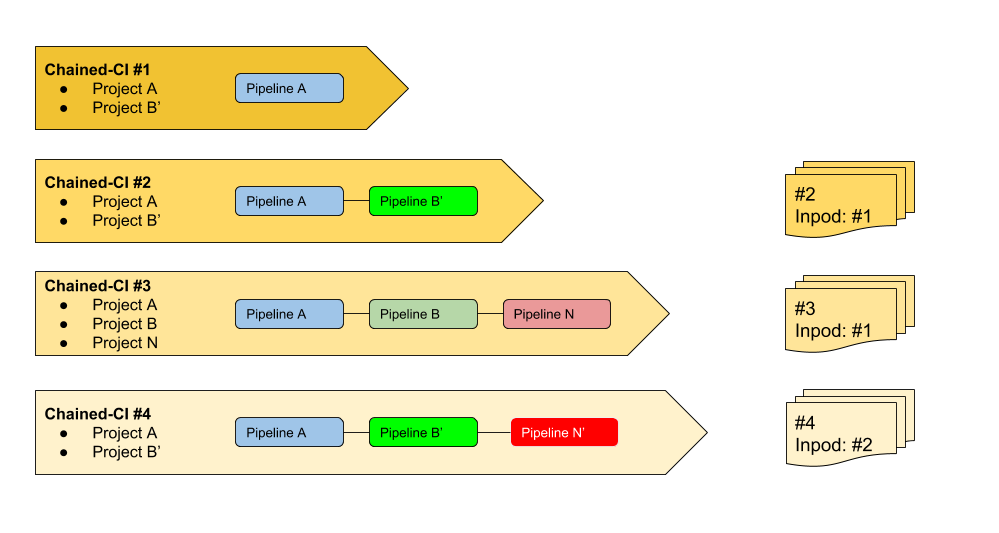 Chained-CI #1
● Project A
● Project B’
Pipeline A
Chained-CI #2
● Project A
● Project B’
Pipeline A
Pipeline B’
#2
Inpod: #1
Chained-CI #3
● Project A
● Project B
● Project N
Pipeline A
Pipeline B
Pipeline N
#3
Inpod: #1
Chained-CI #4
● Project A
● Project B’
Pipeline A
Pipeline B’
Pipeline N’
#4
Inpod: #2